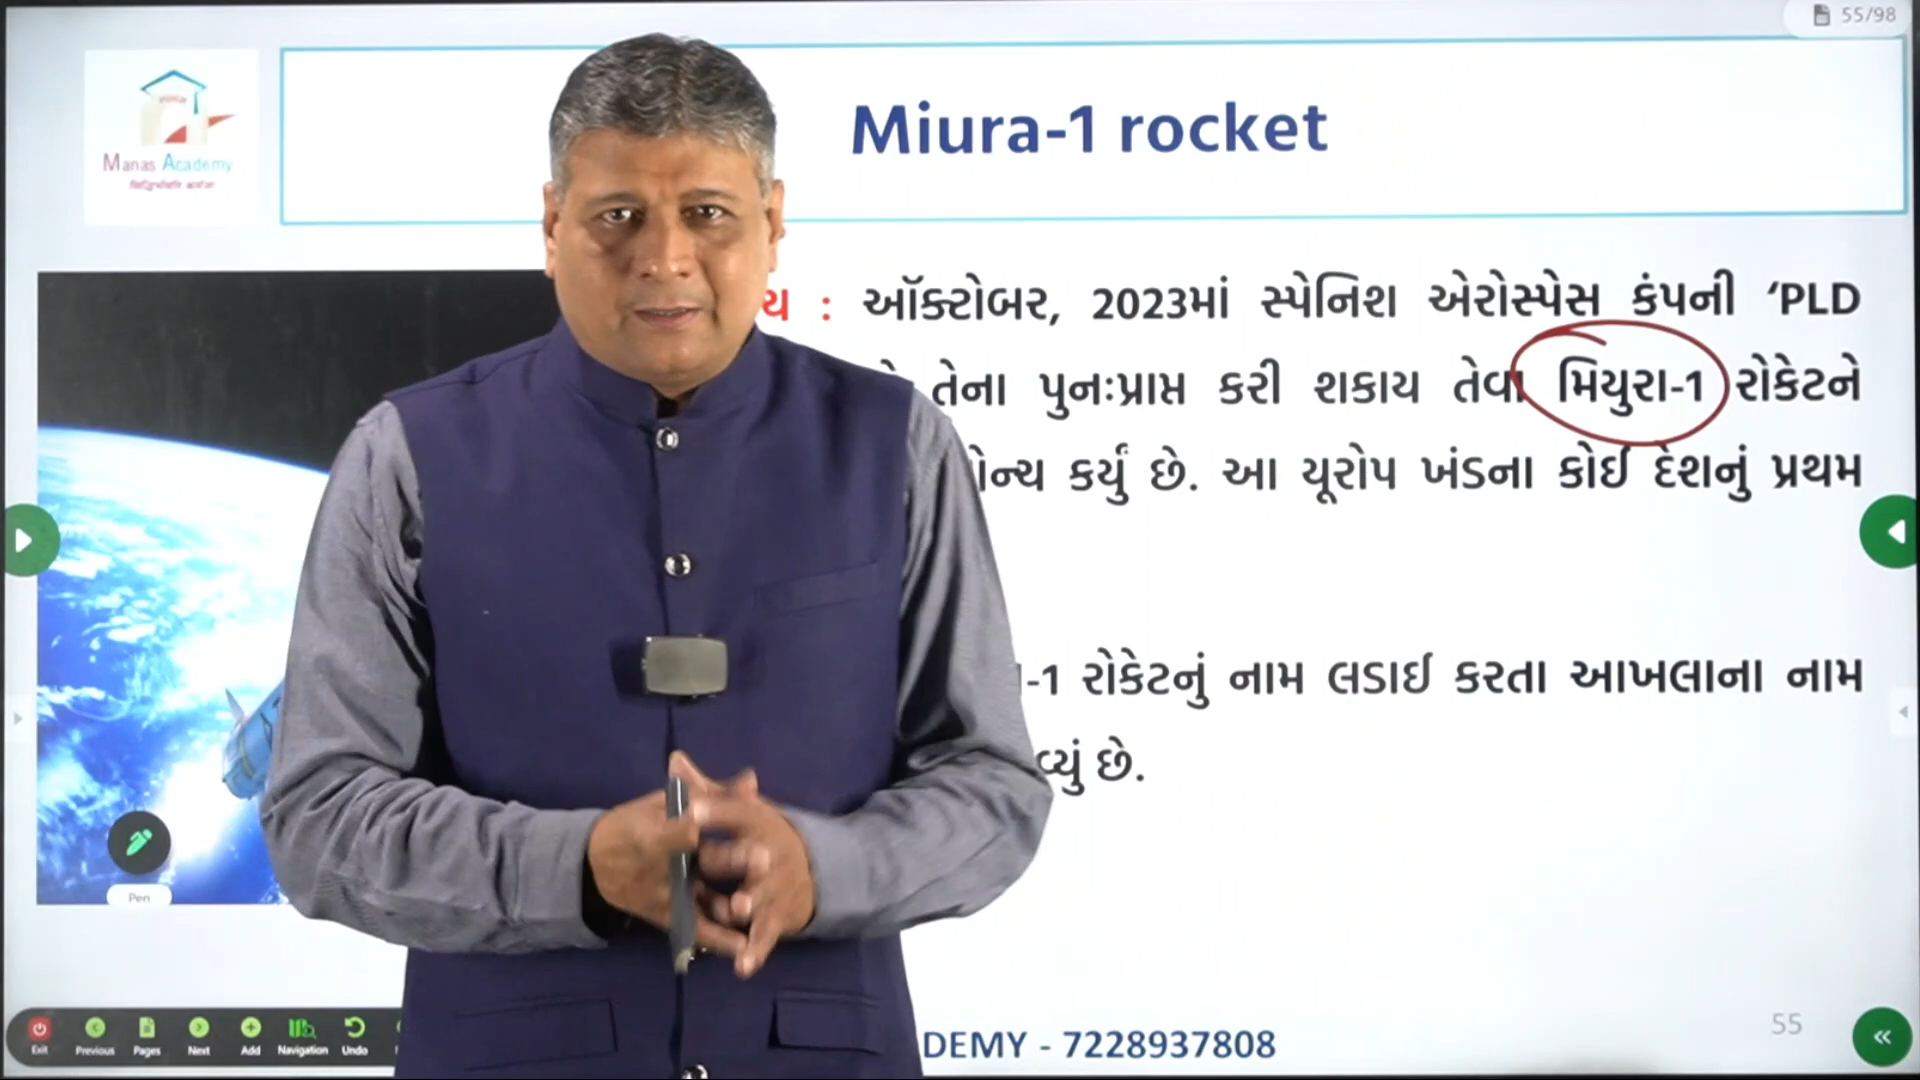 55/98
Manas Academy
Miura-1 rocket
: ઑક્ટોબર, 2023માં સ્પેનિશ એરોસ્પેસ કંપની ‘PLD
તેના પુનઃપ્રાપ્ત કરી શકાય તેવા મિયુરા-1 રોકેટને
કર્યું છે. આ યૂરોપ ખંડના કોઈ દેશનું પ્રથમ
-1 રોકેટનું નામ લડાઈ કરતા આખલાના નામ
છે.
Pen
Exit Previous Pages Next Add Navigation Undo
DEMY - 7228937808
55